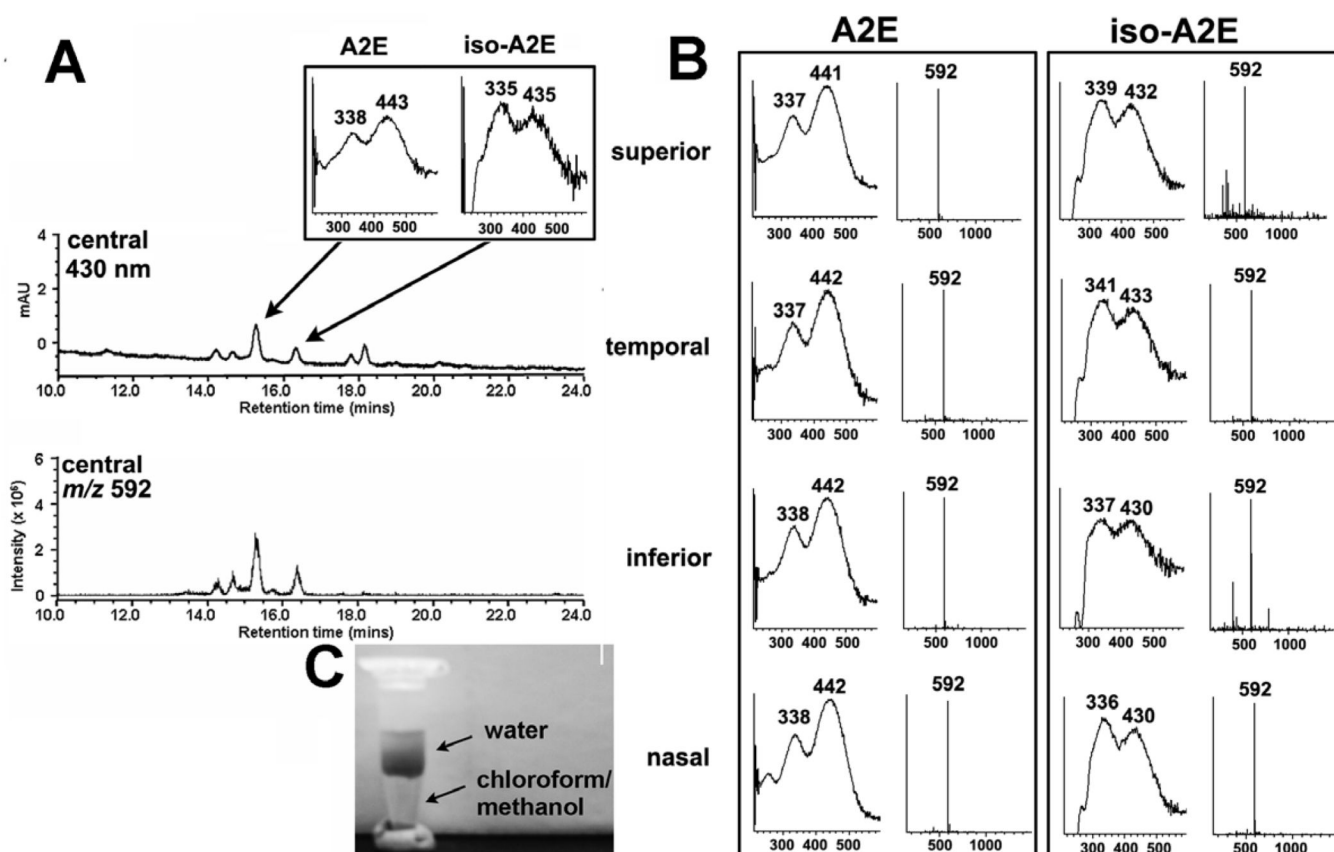 A
A2E
iso-A2E
338
443
335
435
300 400 500
300 400 500
central
430 nm
4
2
0
mAU
10.0 12.0 14.0 16.0 18.0 20.0 22.0 24.0
Retention time (mins)
central
m/z 592
6
4
2
0
Intensity (x 10⁶)
10.0 12.0 14.0 16.0 18.0 20.0 22.0 24.0
Retention time (mins)
C
water
chloroform/
methanol
B
A2E
iso-A2E
superior
337
441
300 400 500
592
500 1000
339
432
300 400 500
592
500 1000
temporal
337
442
300 400 500
592
500 1000
341
433
300 400 500
592
500 1000
inferior
338
442
300 400 500
592
500 1000
337
430
300 400 500
592
500 1000
nasal
338
442
300 400 500
592
500 1000
336
430
300 400 500
592
500 1000